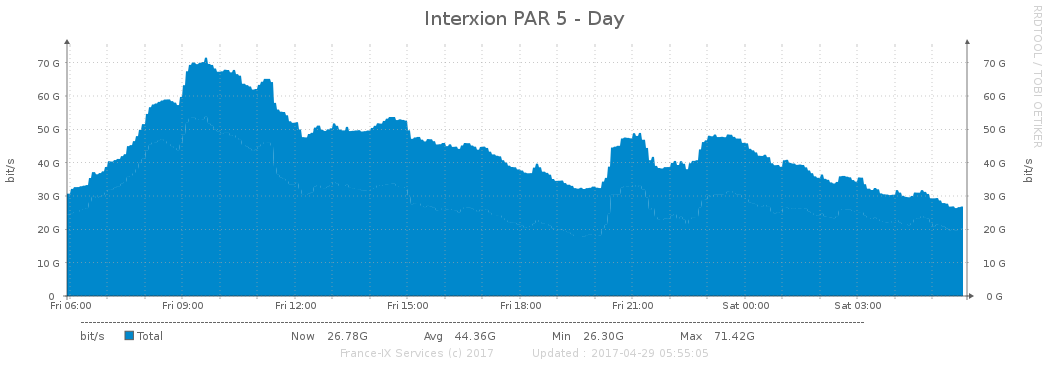 Interxion PAR 5 - Day
RRDTOOL / TOBI OETIKER
bit/s
70 G 70 G
60 G 60 G
50 G 50 G
40 G 40 G
30 G 30 G
20 G 20 G
10 G 10 G
0 0 G
bit/s
Fri 06:00 Fri 09:00 Fri 12:00 Fri 15:00 Fri 18:00 Fri 21:00 Sat 00:00 Sat 03:00
bit/s Total Now 26.78G Avg 44.36G Min 26.30G Max 71.42G
France-IX Services (c) 2017 Updated : 2017-04-29 05:55:05